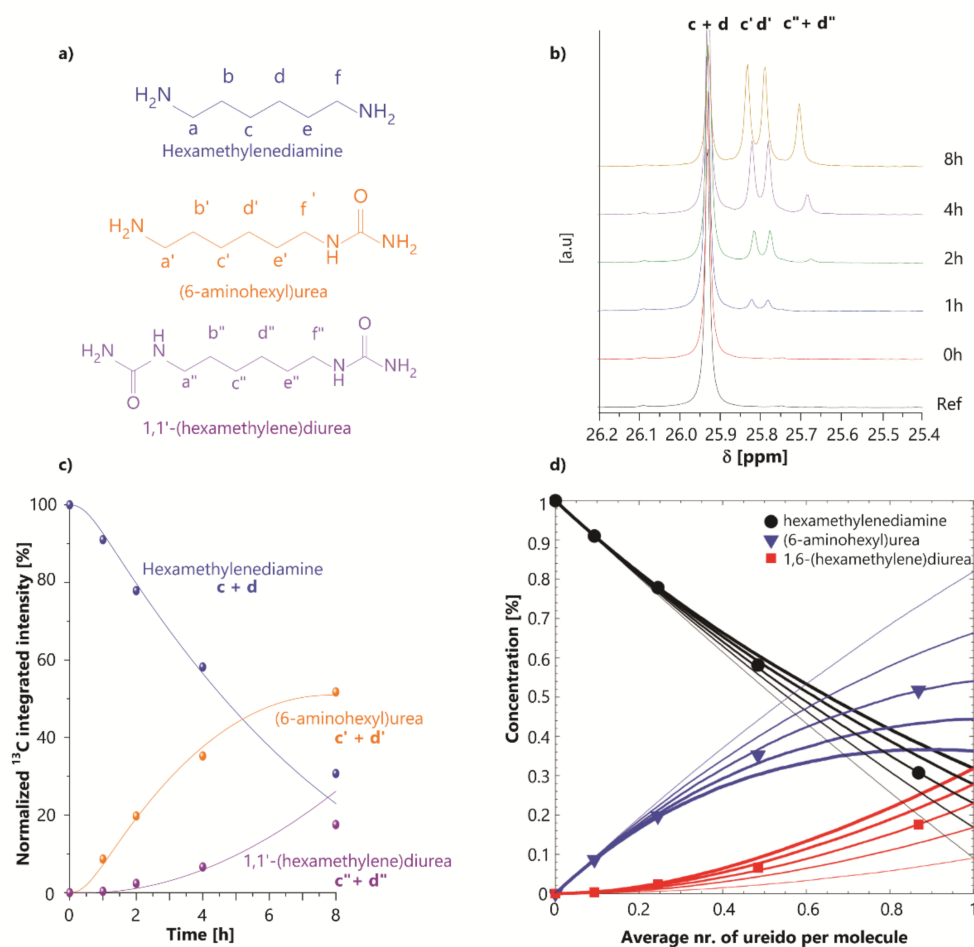 a)
b d f
H₂N
NH₂
a c e
Hexamethylenediamine
O
b' d' f '
H₂N
N
H
NH₂
a' c' e'
(6-aminohexyl)urea
O
H
N
b" d" f"
H₂N
N
H
NH₂
a" c" e"
O
1,1'-(hexamethylene)diurea
b)
c + d c' d' c"+ d"
[a.u]
8h
4h
2h
1h
0h
Ref
26.2 26.1 26.0 25.9 25.8 25.7 25.6 25.5 25.4
δ [ppm]
c)
Normalized ¹³C integrated intensity [%]
100
80
60
40
20
0
Hexamethylenediamine
c + d
(6-aminohexyl)urea
c' + d'
1,1'-(hexamethylene)diurea
c"+ d"
0 2 4 6 8
Time [h]
d)
Concentration [%]
1
0.9
0.8
0.7
0.6
0.5
0.4
0.3
0.2
0.1
0
hexamethylenediamine
(6-aminohexyl)urea
1,6-(hexamethylene)diurea
0 0.2 0.4 0.6 0.8 1
Average nr. of ureido per molecule